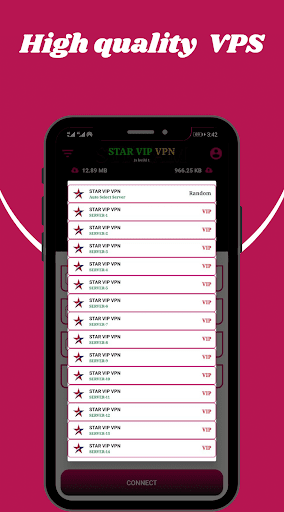 High quality VPS
3:42
STAR VIP VPN
12.89 MB
966.25 KB
STAR VIP VPN
Auto Select Server
Random
STAR VIP VPN
SERVER-1
VIP
STAR VIP VPN
SERVER-2
VIP
STAR VIP VPN
SERVER-3
VIP
STAR VIP VPN
SERVER-4
VIP
STAR VIP VPN
SERVER-5
VIP
STAR VIP VPN
SERVER-6
VIP
STAR VIP VPN
SERVER-7
VIP
STAR VIP VPN
SERVER-8
VIP
STAR VIP VPN
SERVER-9
VIP
STAR VIP VPN
SERVER-10
VIP
STAR VIP VPN
SERVER-11
VIP
STAR VIP VPN
SERVER-12
VIP
STAR VIP VPN
SERVER-13
VIP
STAR VIP VPN
SERVER-14
VIP
CONNECT